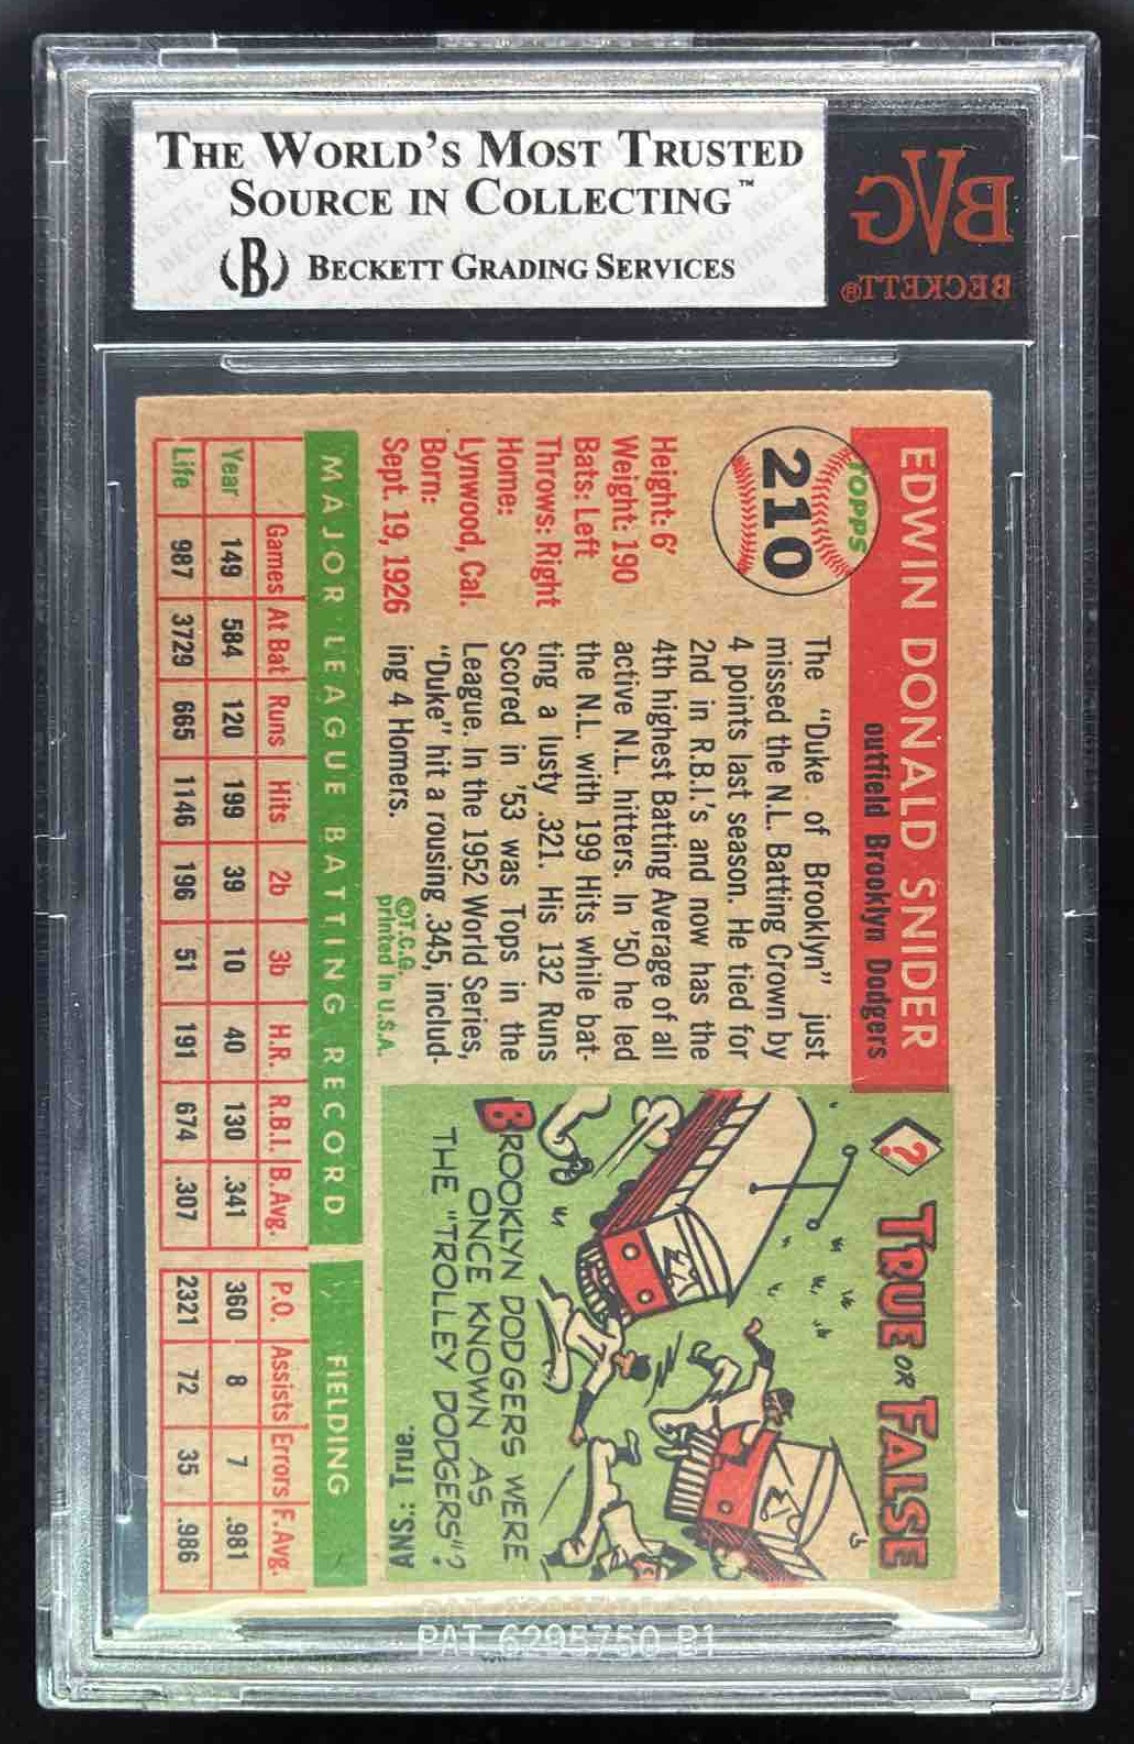 THE WORLD'S MOST TRUSTED
SOURCE IN COLLECTING™
(B) BECKETT GRADING SERVICES
BVG
BECKETT®
EDWIN DONALD SNIDER
outfield Brooklyn Dodgers
TOPPS
210
Height: 6'
Weight: 190
Bats: Left
Throws: Right
Home:
Lynwood, Cal.
Born:
Sept. 19, 1926
The "Duke of Brooklyn" just
missed the N.L. Batting Crown by
4 points last season. He tied for
2nd in R.B.I.'s and now has the
4th highest Batting Average of all
active N.L. hitters. In '50 he led
the N.L. with 199 Hits while bat-
ting a lusty .321. His 132 Runs
Scored in '53 was Tops in the
League. In the 1952 World Series,
"Duke" hit a rousing .345, includ-
ing 4 Homers.
©T.C.G.
printed in U.S.A.
? TRUE OR FALSE
BROOKLYN DODGERS WERE
ONCE KNOWN AS
THE "TROLLEY DODGERS"?
ANS:: True.
MAJOR LEAGUE BATTING RECORD
FIELDING
Games At Bat Runs Hits 2b 3b H.R. R.B.I. B.Avg. P.O. Assists Errors F.Avg.
Year 149 584 120 199 39 10 40 130 .341 360 8 7 .981
Life 987 3729 665 1146 196 51 191 674 .307 2321 72 35 .986
PAT 6295750 B1